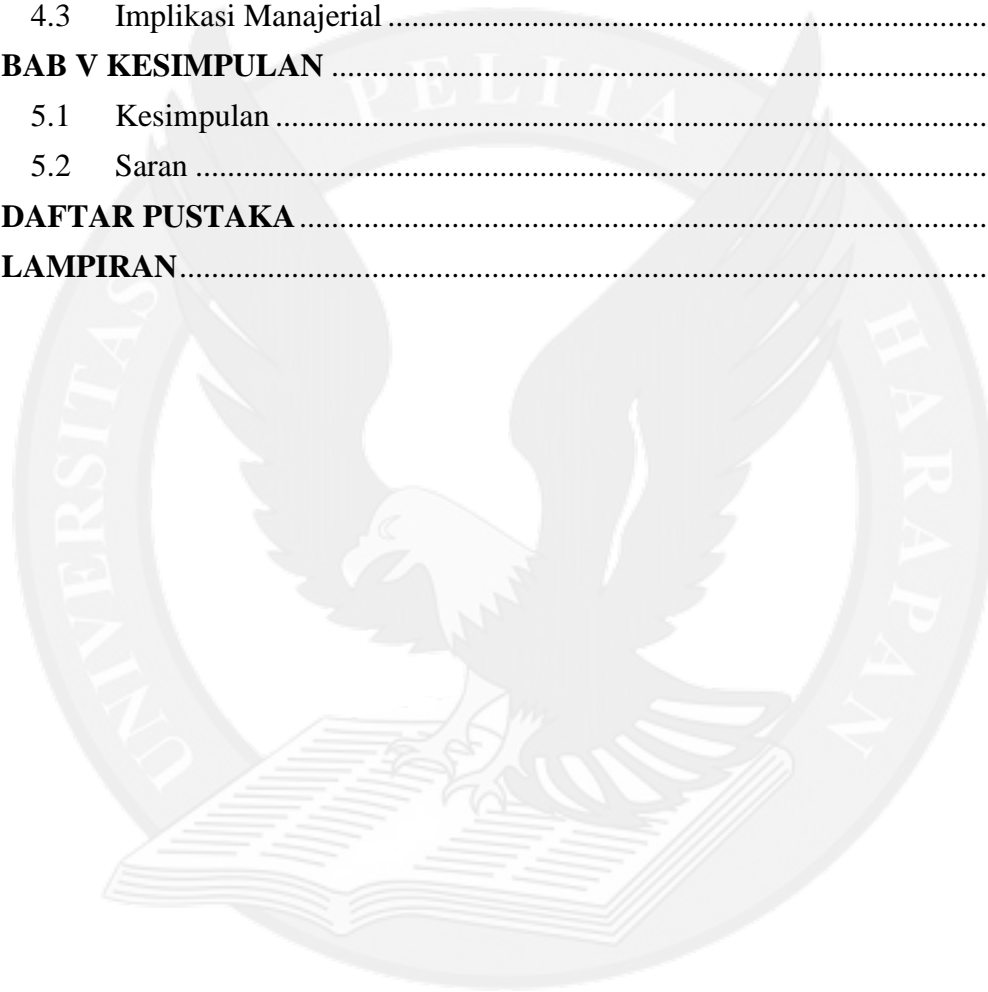 4.3 Implikasi Manajerial ........................................................................
BAB V KESIMPULAN ...............................................................................
5.1 Kesimpulan ......................................................................................
5.2 Saran ................................................................................................
DAFTAR PUSTAKA ...................................................................................
LAMPIRAN..................................................................................................
UNIVERSITAS PELITA HARAPAN